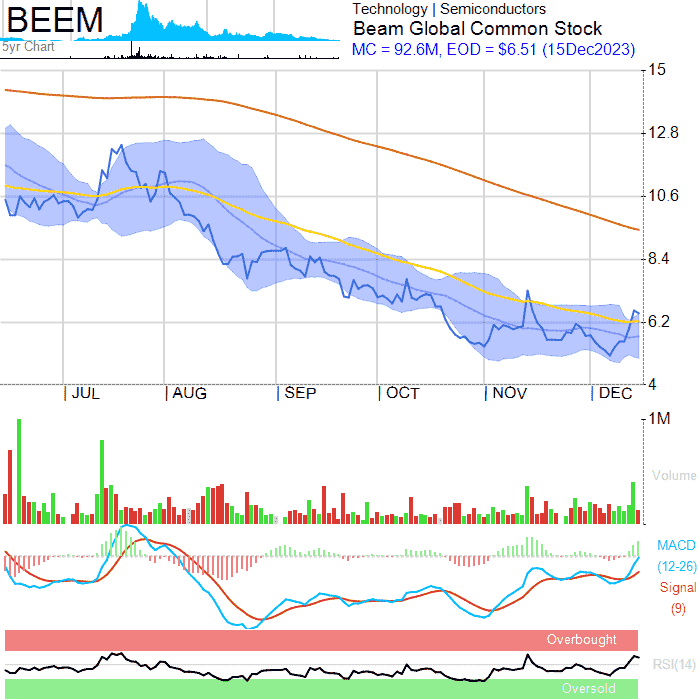 BEEM
5yr Chart
Technology | Semiconductors
Beam Global Common Stock
MC = 92.6M, EOD = $6.51 (15Dec2023)
15
12.8
10.6
8.4
6.2
4
JUL AUG SEP OCT NOV DEC
1M
Volume
MACD
(12-26)
Signal
(9)
Overbought
RSI(14)
Oversold